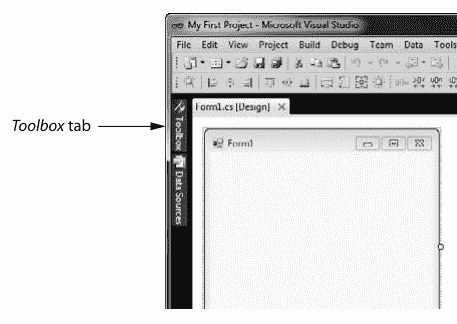 My First Project - Microsoft Visual Studio
File Edit View Project Build Debug Team Data Tools
Form1.cs [Design]
Toolbox tab
Toolbox
Form1
Data Sources